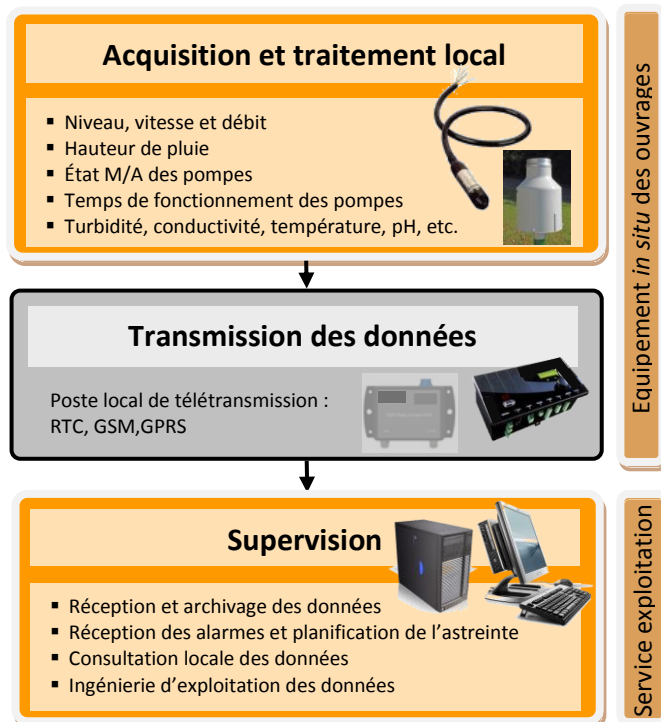 Acquisition et traitement local
▪ Niveau, vitesse et débit
▪ Hauteur de pluie
▪ État M/A des pompes
▪ Temps de fonctionnement des pompes
▪ Turbidité, conductivité, température, pH, etc.
Equipement in situ des ouvrages
Transmission des données
Poste local de télétransmission :
RTC, GSM,GPRS
Supervision
▪ Réception et archivage des données
▪ Réception des alarmes et planification de l’astreinte
▪ Consultation locale des données
▪ Ingénierie d’exploitation des données
Service exploitation